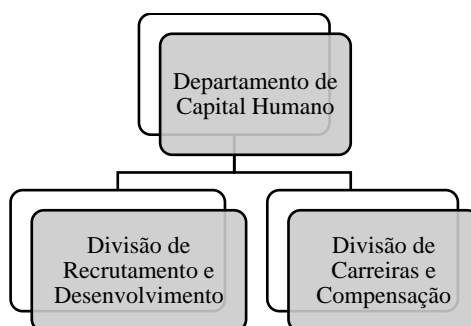 Departamento de
Capital Humano
Divisão de
Recrutamento e
Desenvolvimento
Divisão de
Carreiras e
Compensação